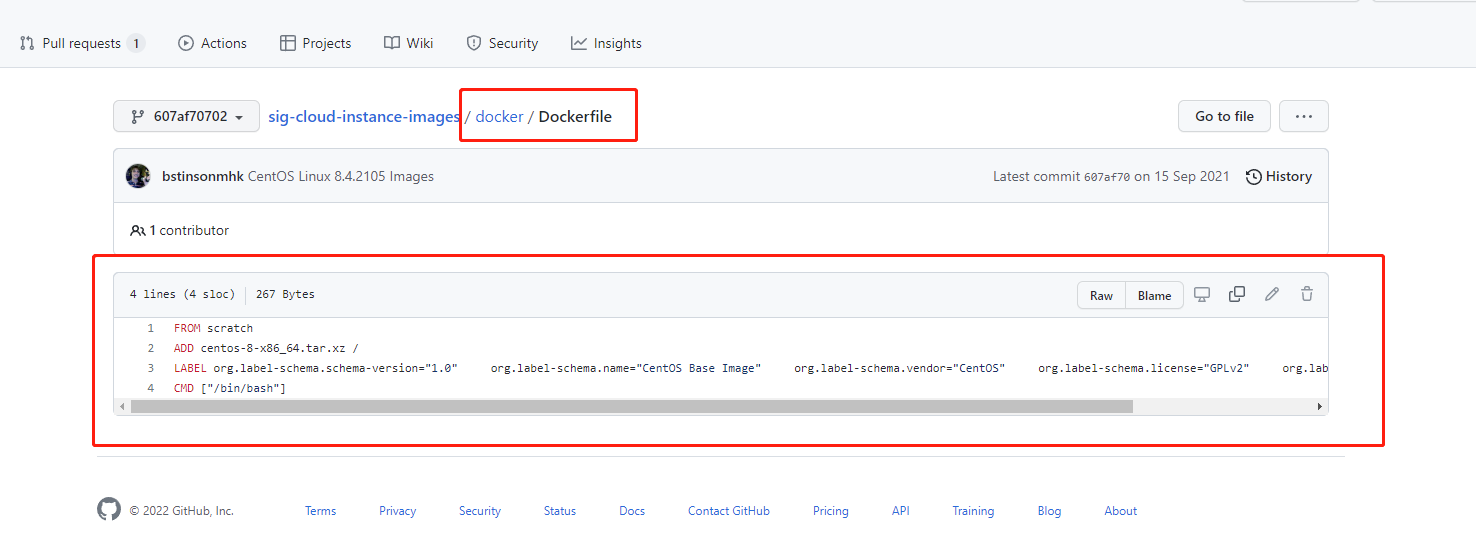 Pull requests 1 Actions Projects Wiki Security Insights
607af70702 sig-cloud-instance-images / docker / Dockerfile Go to file ...
bstinsonmhk CentOS Linux 8.4.2105 Images Latest commit 607af70 on 15 Sep 2021 History
1 contributor
4 lines (4 sloc) 267 Bytes Raw Blame
1 FROM scratch
2 ADD centos-8-x86_64.tar.xz /
3 LABEL org.label-schema.schema-version="1.0" org.label-schema.name="CentOS Base Image" org.label-schema.vendor="CentOS" org.label-schema.license="GPLv2" org.lab
4 CMD ["/bin/bash"]
© 2022 GitHub, Inc. Terms Privacy Security Status Docs Contact GitHub Pricing API Training Blog About